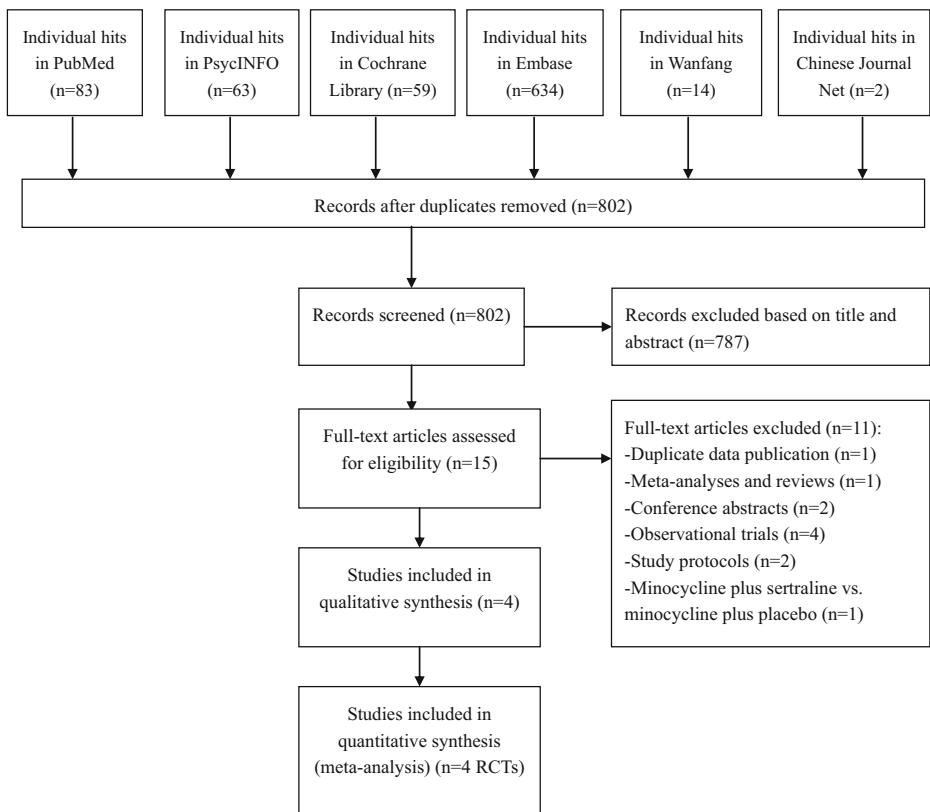 Individual hits
in PubMed
(n=83)
Individual hits
in PsycINFO
(n=63)
Individual hits
in Cochrane
Library (n=59)
Individual hits
in Embase
(n=634)
Individual hits
in Wanfang
(n=14)
Individual hits in
Chinese Journal
Net (n=2)
Records after duplicates removed (n=802)
Records screened (n=802)
Records excluded based on title and
abstract (n=787)
Full-text articles assessed
for eligibility (n=15)
Full-text articles excluded (n=11):
-Duplicate data publication (n=1)
-Meta-analyses and reviews (n=1)
-Conference abstracts (n=2)
-Observational trials (n=4)
-Study protocols (n=2)
-Minocycline plus sertraline vs.
minocycline plus placebo (n=1)
Studies included in
qualitative synthesis (n=4)
Studies included in
quantitative synthesis
(meta-analysis) (n=4 RCTs)